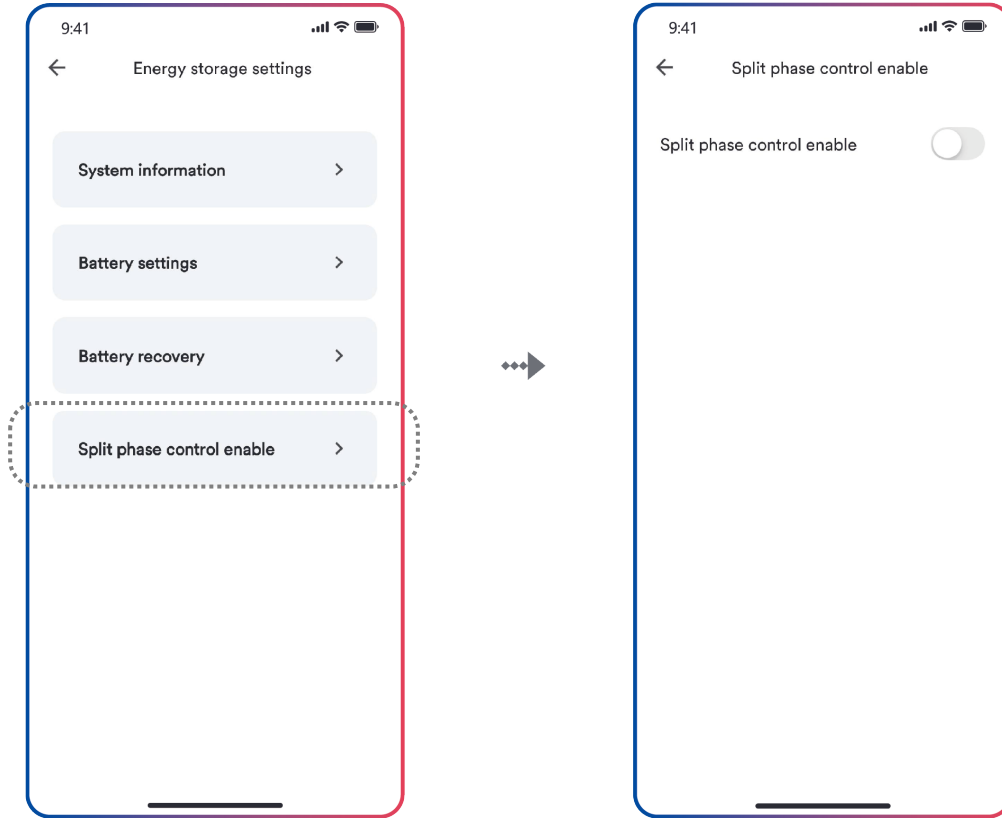 9:41
Energy storage settings
System information
Battery settings
Battery recovery
Split phase control enable
9:41
Split phase control enable
Split phase control enable